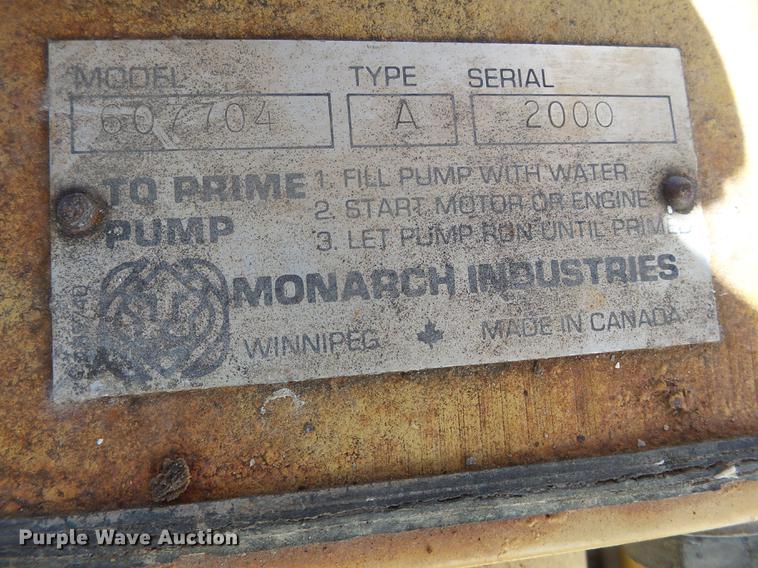 MODEL TYPE SERIAL
607704 A 2000
TO PRIME PUMP
1. FILL PUMP WITH WATER
2. START MOTOR OR ENGINE
3. LET PUMP RUN UNTIL PRIMED
MONARCH INDUSTRIES
WINNIPEG MADE IN CANADA
Purple Wave Auction